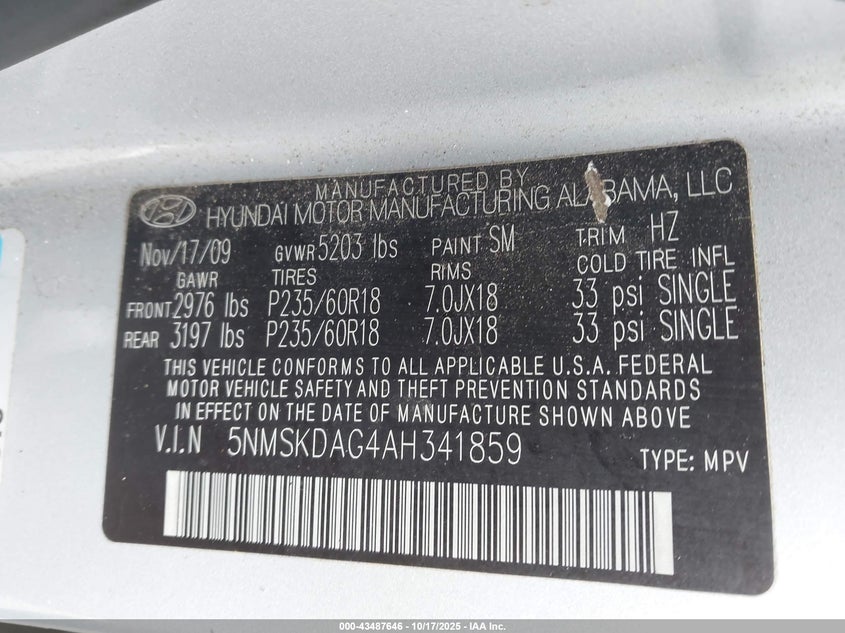 MANUFACTURED BY
HYUNDAI MOTOR MANUFACTURING ALABAMA, LLC
Nov/17/09 GVWR 5203 lbs PAINT SM TRIM HZ
GAWR TIRES RIMS COLD TIRE INFL
FRONT 2976 lbs P235/60R18 7.0JX18 33 psi SINGLE
REAR 3197 lbs P235/60R18 7.0JX18 33 psi SINGLE
THIS VEHICLE CONFORMS TO ALL APPLICABLE U.S.A. FEDERAL
MOTOR VEHICLE SAFETY AND THEFT PREVENTION STANDARDS
IN EFFECT ON THE DATE OF MANUFACTURE SHOWN ABOVE
V.I.N 5NMSKDAG4AH341859 TYPE: MPV
000-43487646 - 10/17/2025 - IAA Inc.